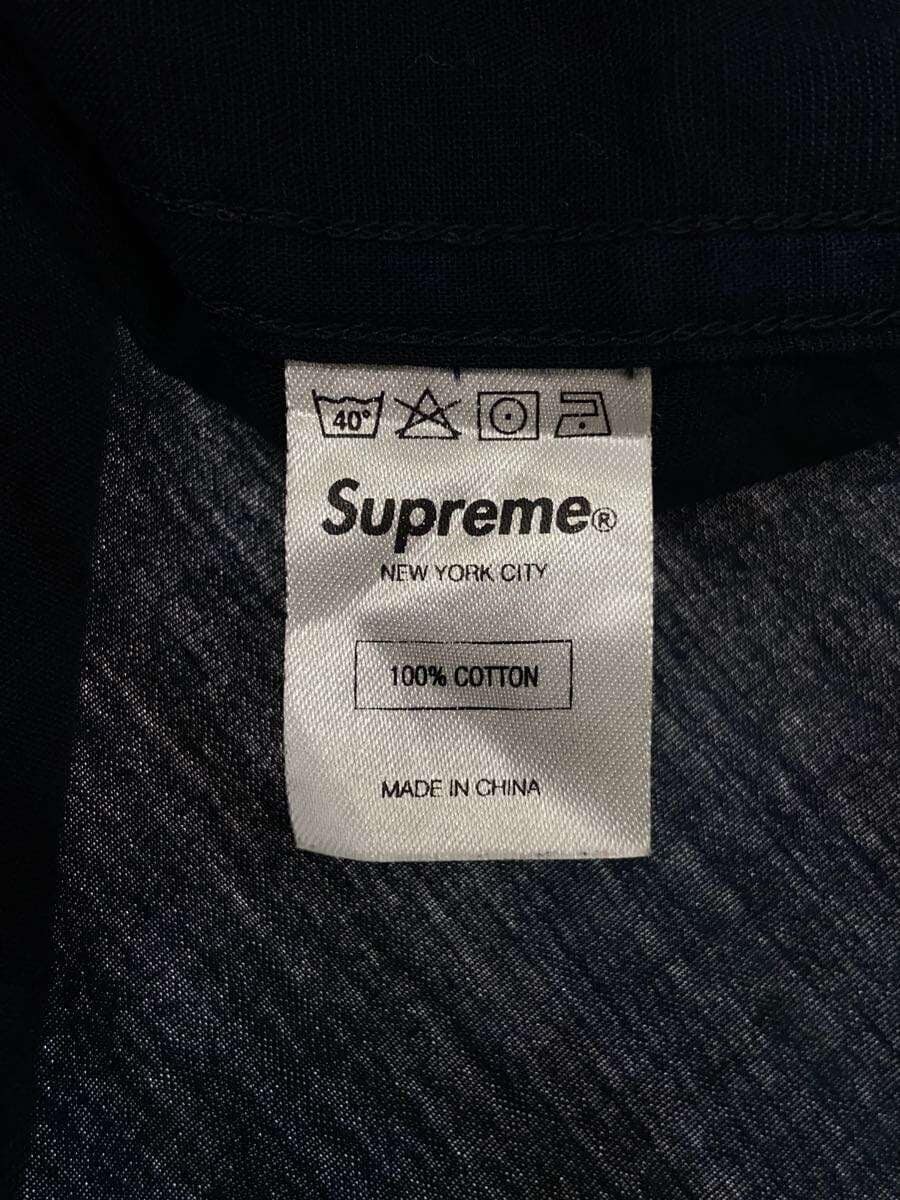 40°
Supreme®
NEW YORK CITY
100% COTTON
MADE IN CHINA